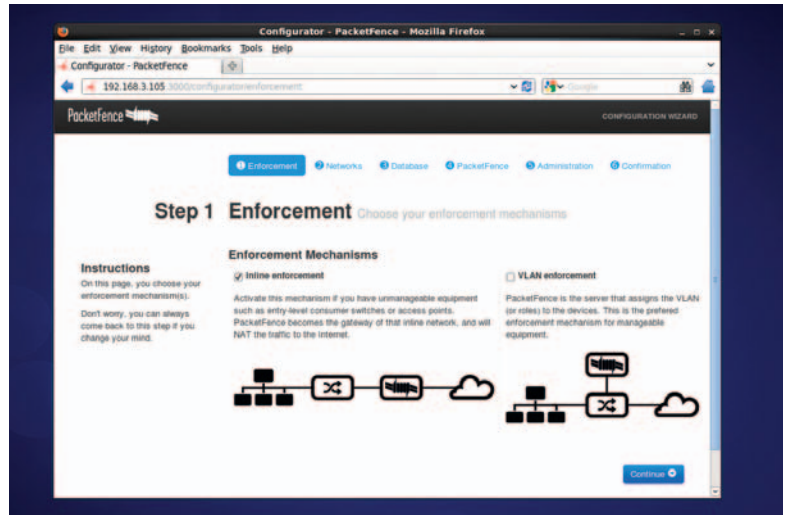 Configurator - PacketFence - Mozilla Firefox
File Edit View History Bookmarks Tools Help
Configurator - PacketFence
192.168.3.105:3000/configurator/enforcement
Google
PacketFence
CONFIGURATION WIZARD
1 Enforcement 2 Networks 3 Database 4 PacketFence 5 Administration 6 Confirmation
Step 1 Enforcement Choose your enforcement mechanisms
Instructions
On this page, you choose your
enforcement mechanism(s).
Don't worry, you can always
come back to this step if you
change your mind.
Enforcement Mechanisms
Inline enforcement
Activate this mechanism if you have unmanageable equipment
such as entry-level consumer switches or access points.
PacketFence becomes the gateway of that inline network, and will
NAT the traffic to the Internet.
VLAN enforcement
PacketFence is the server that assigns the VLAN
(or roles) to the devices. This is the prefered
enforcement mechanism for manageable
equipment.
Continue